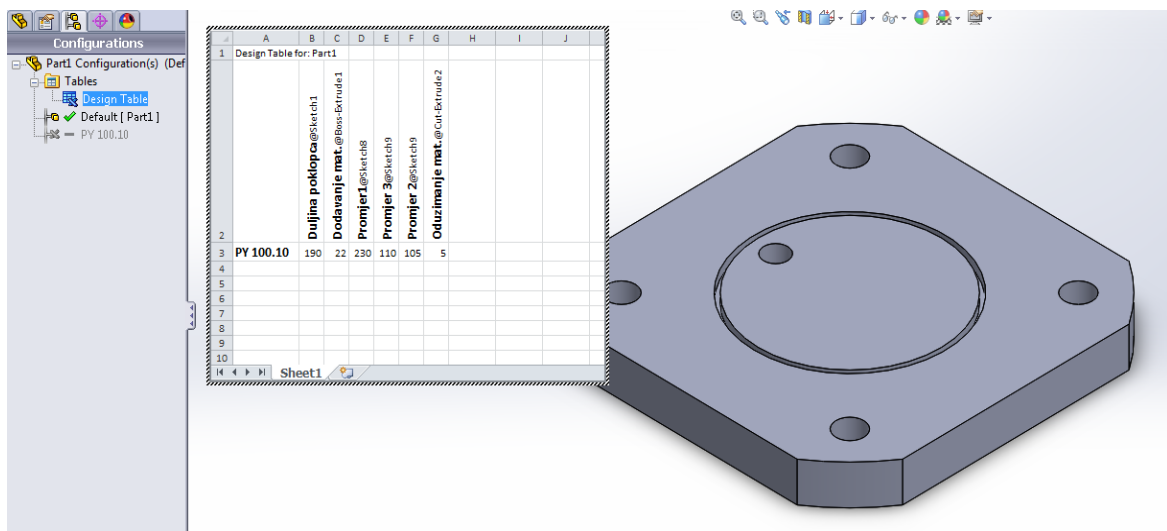 Configurations
Part1 Configuration(s) (Def
Tables
Design Table
Default [ Part1 ]
PY 100.10
A B C D E F G H I J
1 Design Table for: Part1
2 Duljina poklopca@Sketch1 Dodavanje mat.@Boss-Extrude1 Promjer1@Sketch8 Promjer 3@Sketch9 Promjer 2@Sketch9 Oduzimanje mat.@Cut-Extrude2
3 PY 100.10 190 22 230 110 105 5
4
5
6
7
8
9
10
Sheet1